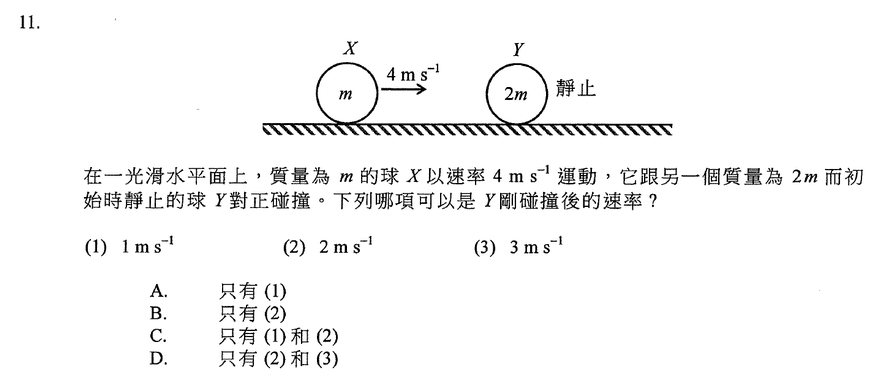 11.
X
Y
4 m s⁻¹
m
2m
靜止
在一光滑水平面上，質量為 m 的球 X 以速率 4 m s⁻¹ 運動，它跟另一個質量為 2m 而初
始時靜止的球 Y 對正碰撞。下列哪項可以是 Y 剛碰撞後的速率？
(1) 1 m s⁻¹ (2) 2 m s⁻¹ (3) 3 m s⁻¹
A. 只有 (1)
B. 只有 (2)
C. 只有 (1) 和 (2)
D. 只有 (2) 和 (3)